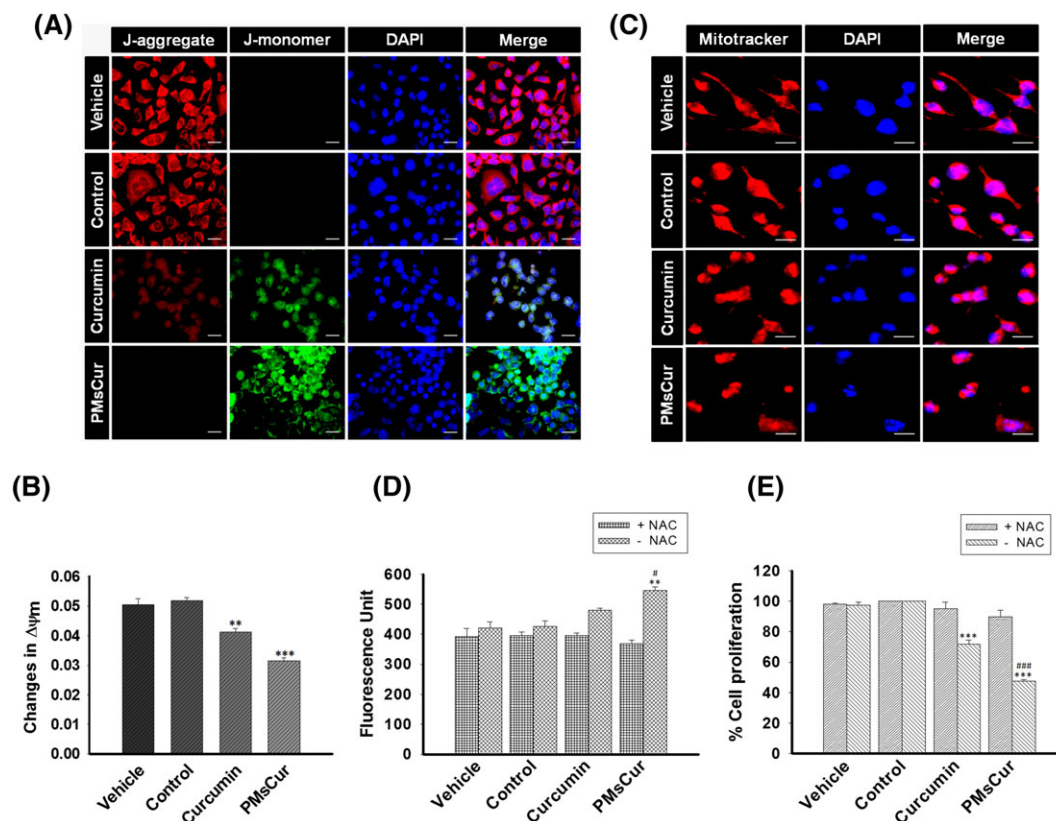 (A)
J-aggregate J-monomer DAPI Merge
Vehicle
Control
Curcumin
PMsCur
(C)
Mitotracker DAPI Merge
Vehicle
Control
Curcumin
PMsCur
(B)
Changes in Δψm
0.06
0.05
0.04
0.03
0.02
0.01
0.00
**
***
Vehicle Control Curcumin PMsCur
(D)
+ NAC
- NAC
Fluorescence Unit
600
500
400
300
200
100
0
#
**
Vehicle Control Curcumin PMsCur
(E)
+ NAC
- NAC
% Cell proliferation
120
100
80
60
40
20
0
***
###
***
Vehicle Control Curcumin PMsCur